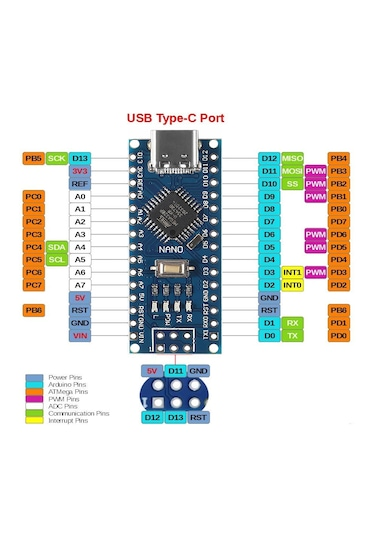 USB Type-C Port
PB5 SCK D13 D12 MISO PB4
3V3 D11 MOSI PWM PB3
REF D10 SS PWM PB2
PC0 A0 D9 PWM PB1
PC1 A1 D8 PB0
PC2 A2 D7 PD7
PC3 A3 D6 PWM PD6
PC4 SDA A4 D5 PWM PD5
PC5 SCL A5 D4 PD4
PC6 A6 D3 INT1 PWM PD3
PC7 A7 D2 INT0 PD2
5V GND
PB6 RST RST PB6
GND D1 RX PD1
VIN D0 TX PD0
NANO
L PWR RX TX
5V D11 GND
D12 D13 RST
Power Pins
Arduino Pins
ATMega Pins
PWM Pins
ADC Pins
Communication Pins
Interrupt Pins